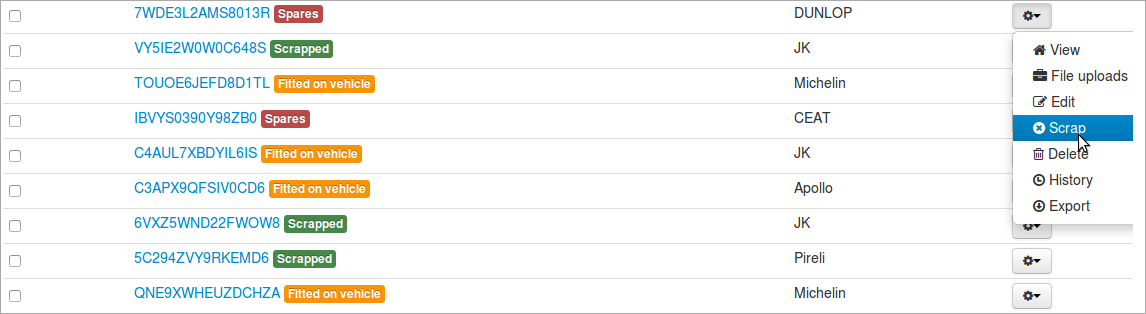 7WDE3L2AMS8013R Spares DUNLOP
View
VY5IE2W0W0C648S Scrapped JK
File uploads
TOUOE6JEFD8D1TL Fitted on vehicle Michelin
Edit
IBVYS0390Y98ZB0 Spares CEAT
Scrap
C4AUL7XBDYIL6IS Fitted on vehicle JK
Delete
C3APX9QFSIV0CD6 Fitted on vehicle Apollo
History
Export
6VXZ5WND22FWOW8 Scrapped JK
5C294ZVY9RKEMD6 Scrapped Pireli
QNE9XWHEUZDCHZA Fitted on vehicle Michelin